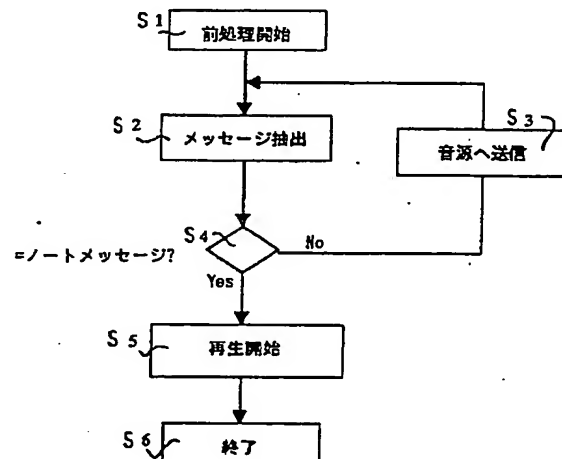 S1
前処理開始
S2
メッセージ抽出
S3
音源へ送信
S4
=ノートメッセージ?
No
Yes
S5
再生開始
S6
終了